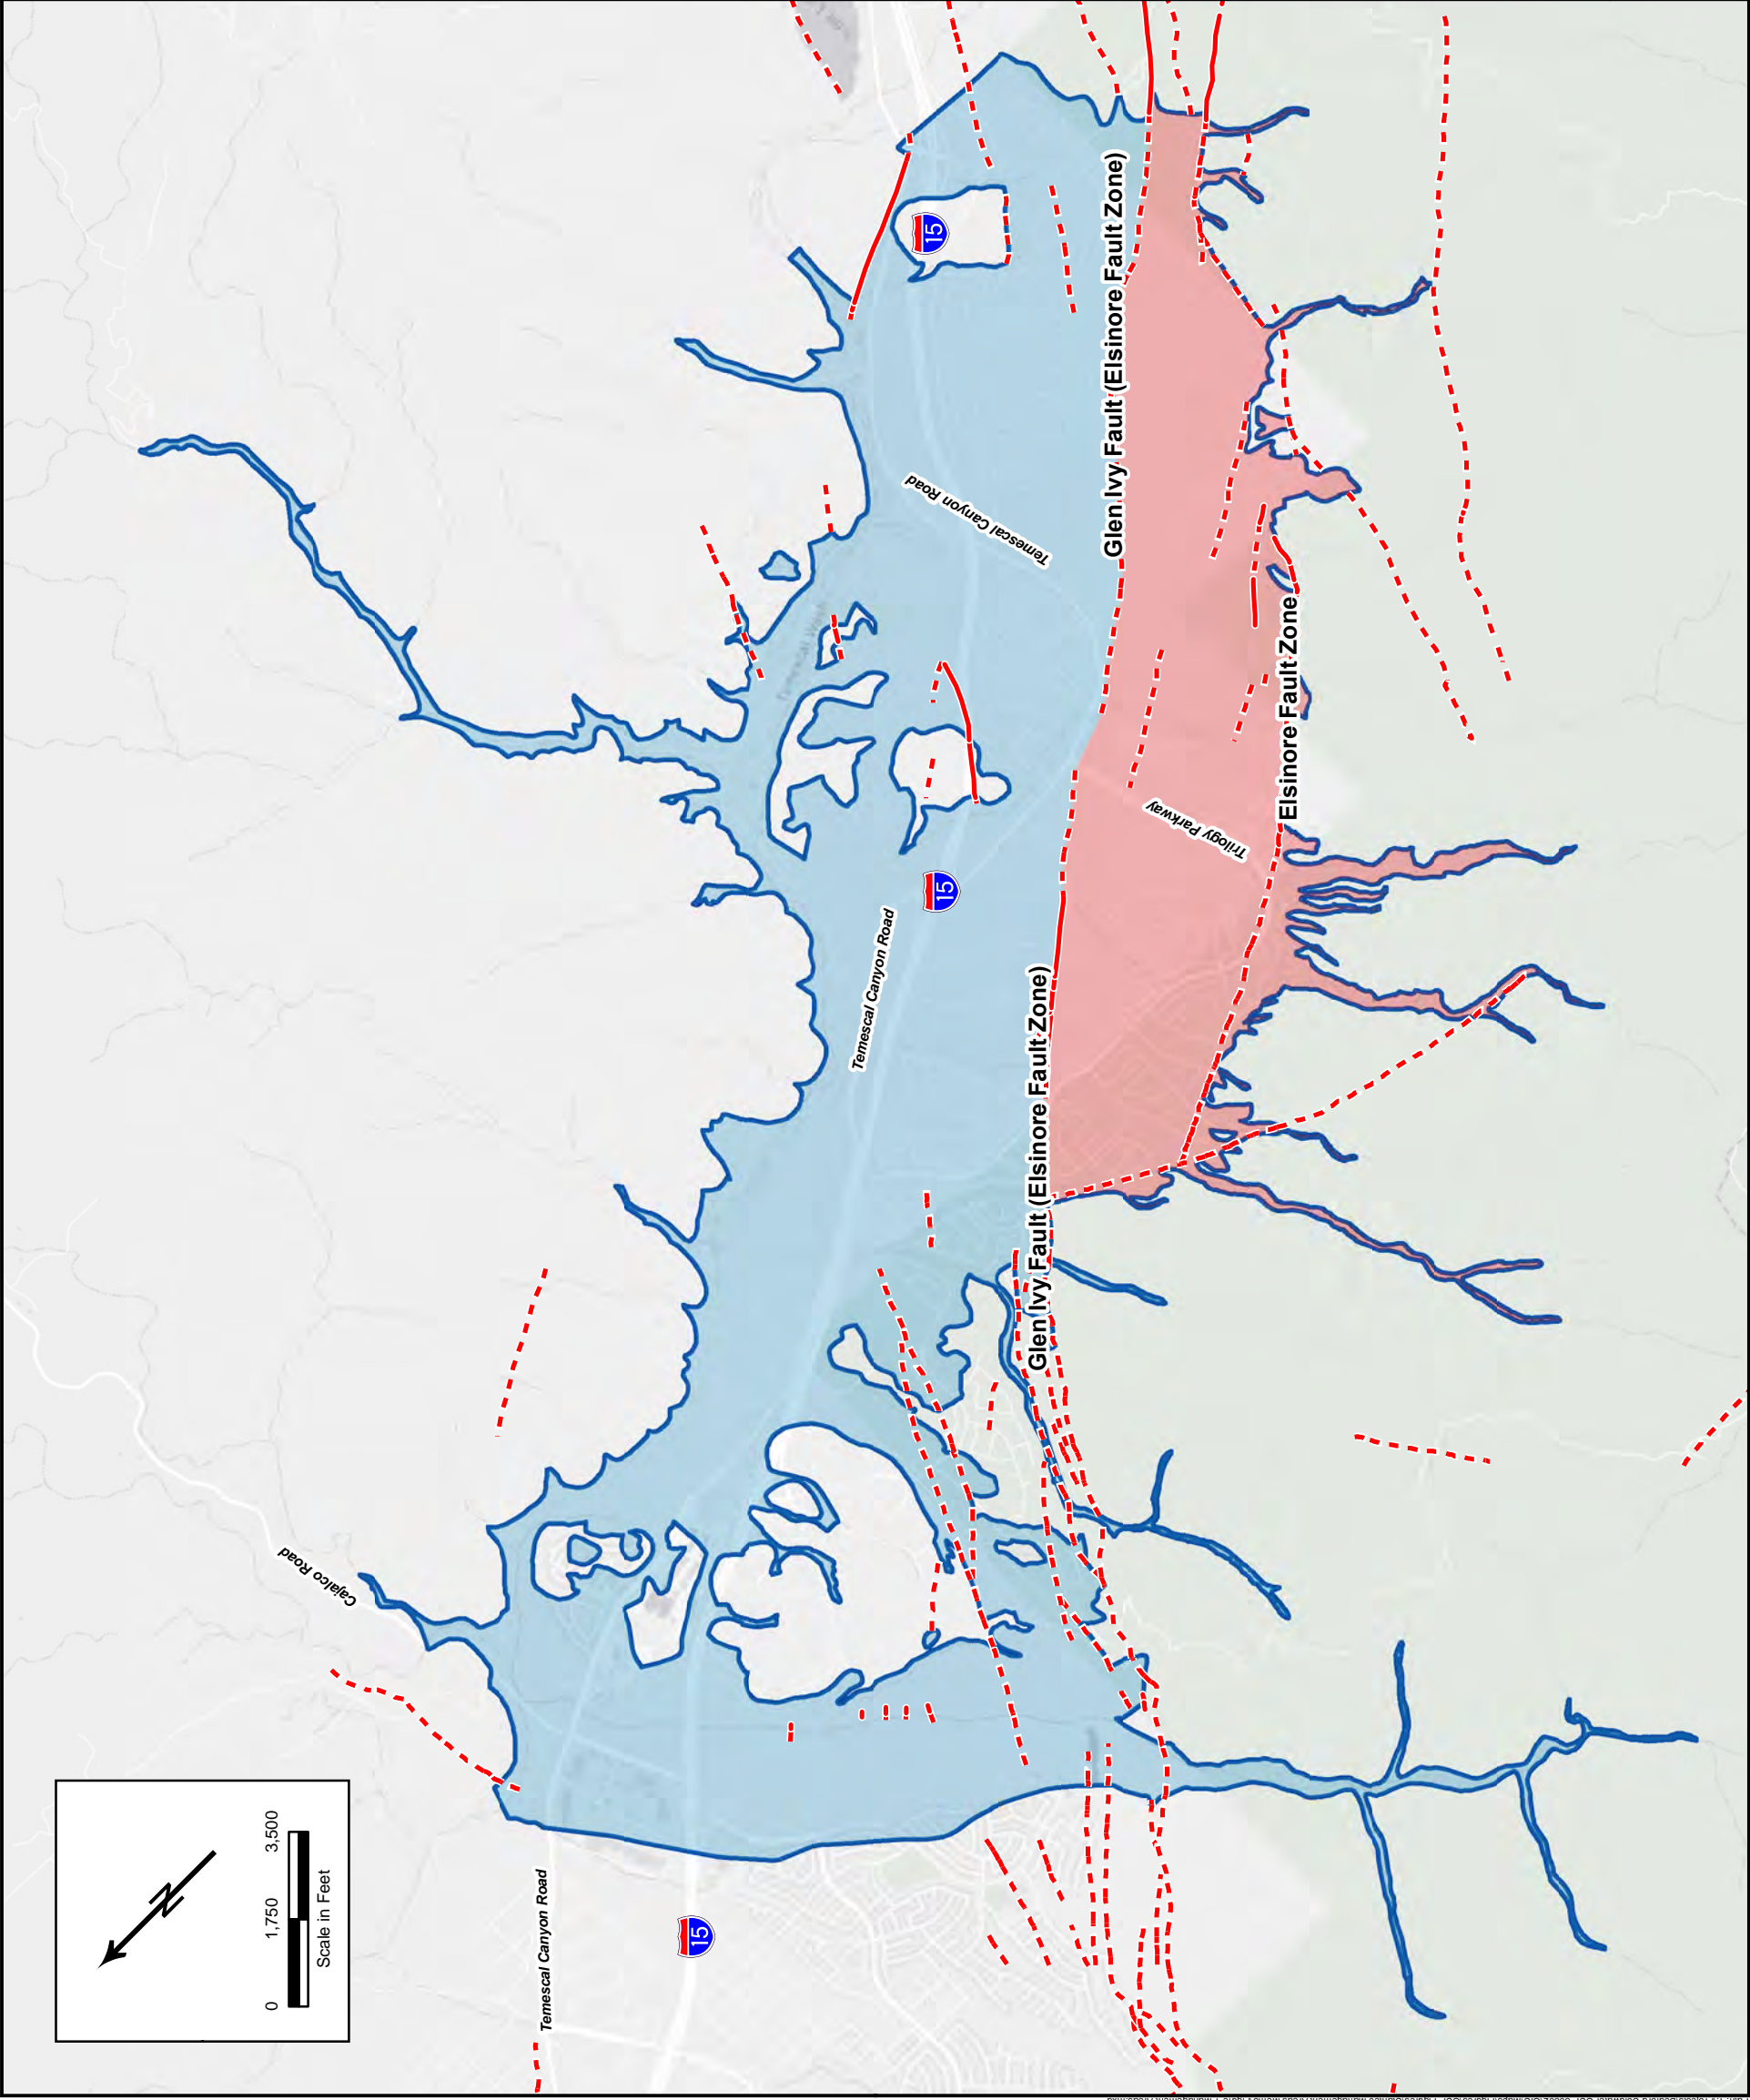 15
Glen Ivy Fault (Elsinore Fault Zone)
Temescal Canyon Road
Temescal Wash
Elsinore Fault Zone
Trilogy Parkway
15
Temescal Canyon Road
Glen Ivy Fault (Elsinore Fault Zone)
Cajalco Road
N
0 1,750 3,500
Scale in Feet
Temescal Canyon Road
15